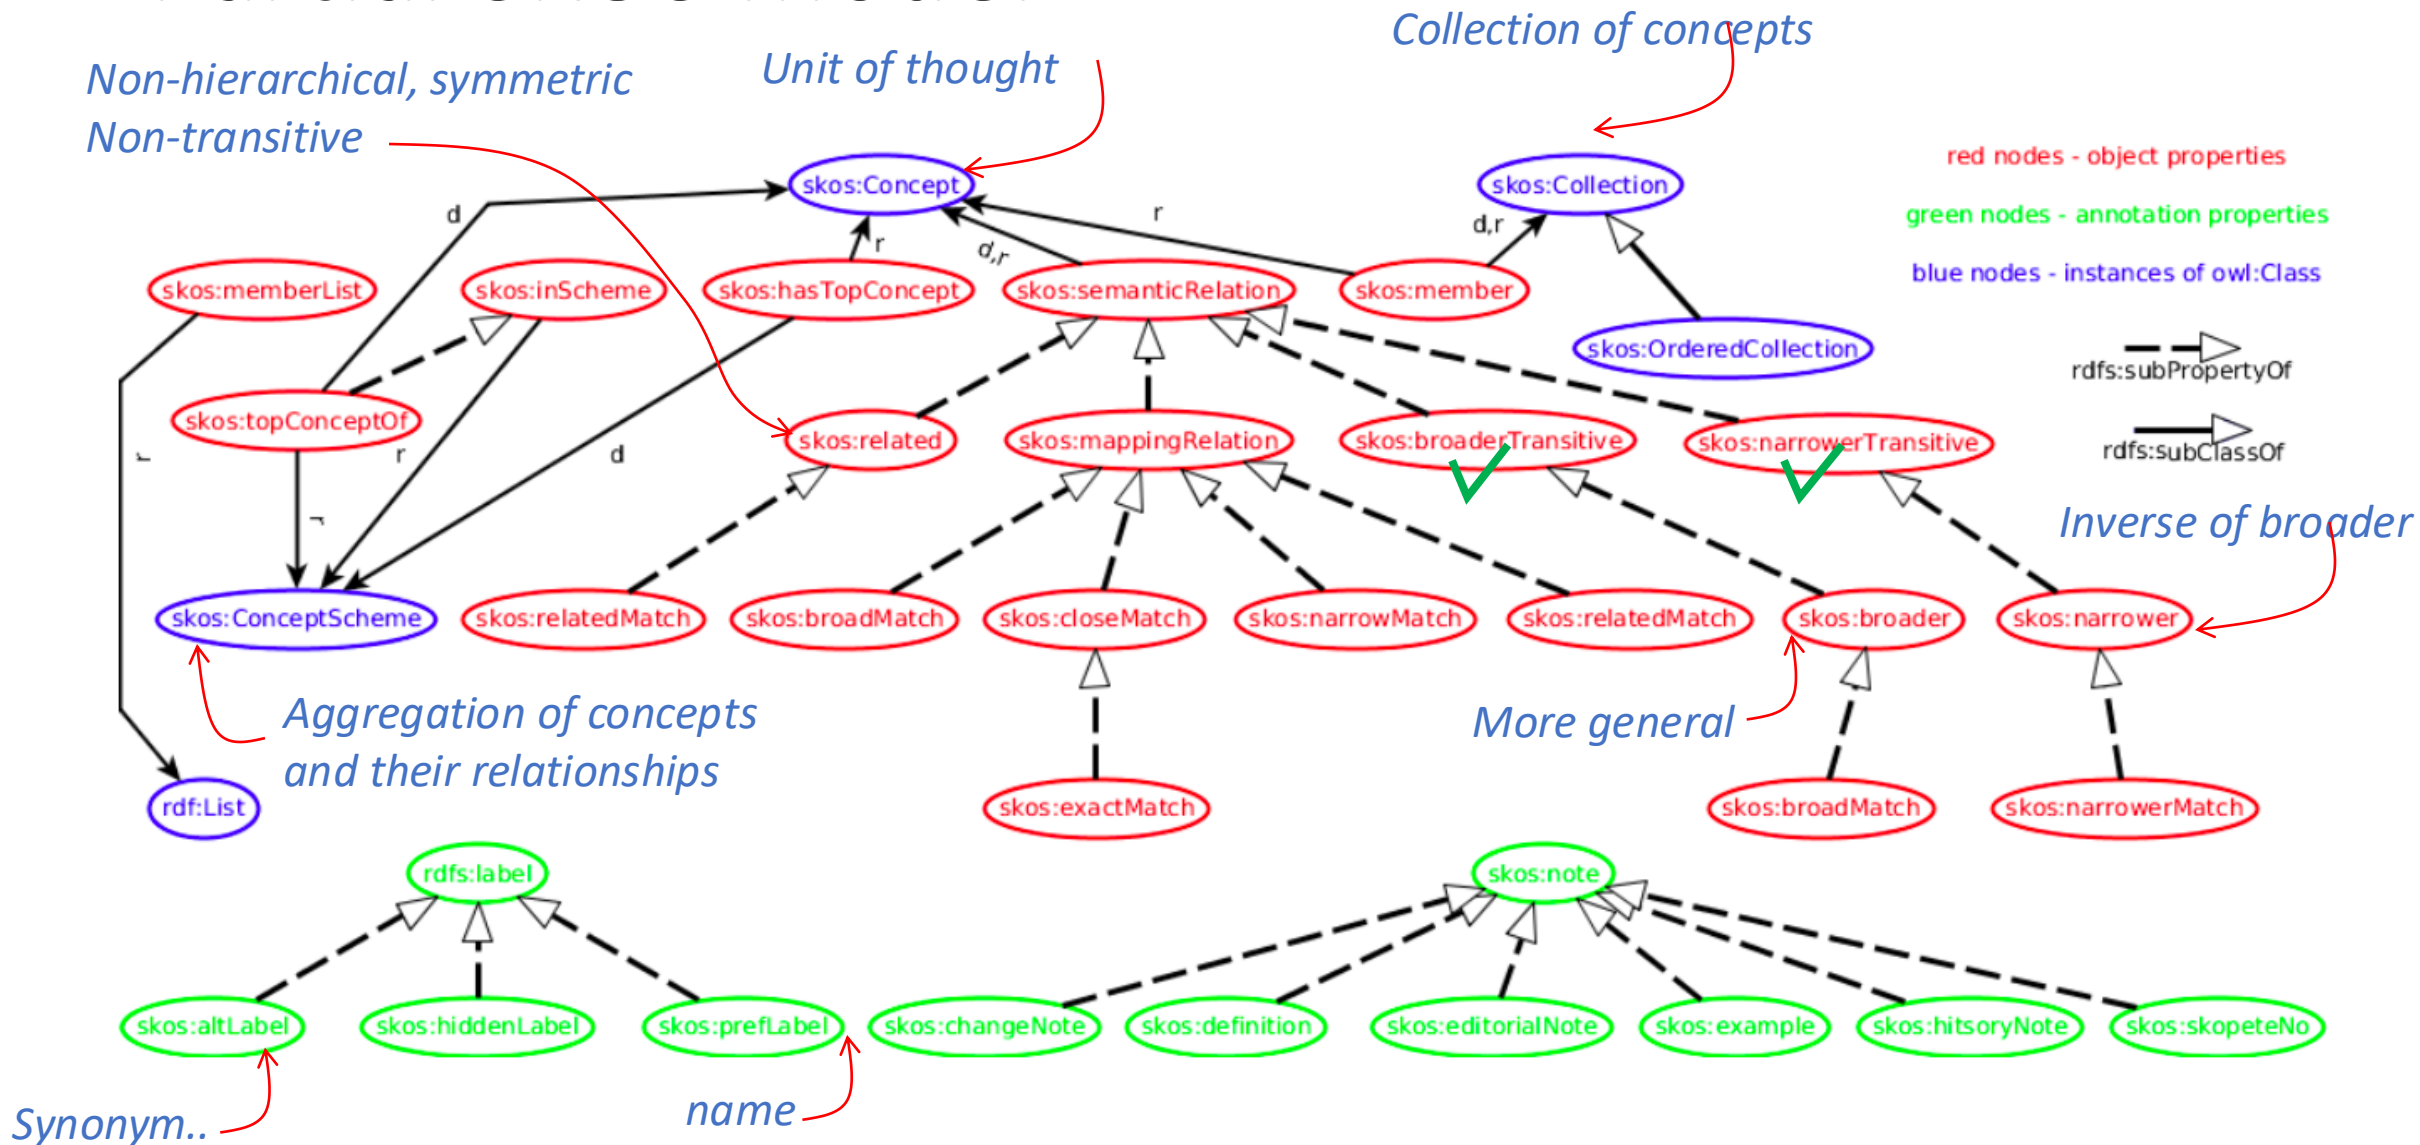 Collection of concepts
Non-hierarchical, symmetric
Unit of thought
Non-transitive
red nodes - object properties
skos:Concept
skos:Collection
d
r
d,r
green nodes - annotation properties
r
d,r
blue nodes - instances of owl:Class
skos:memberList
skos:inScheme
skos:hasTopConcept
skos:semanticRelation
skos:member
skos:OrderedCollection
rdfs:subPropertyOf
skos:topConceptOf
skos:related
skos:mappingRelation
skos:broaderTransitive
skos:narrowerTransitive
rdfs:subClassOf
r
r
d
r
Inverse of broader
skos:ConceptScheme
skos:relatedMatch
skos:broadMatch
skos:closeMatch
skos:narrowMatch
skos:relatedMatch
skos:broader
skos:narrower
Aggregation of concepts
and their relationships
More general
rdf:List
skos:exactMatch
skos:broadMatch
skos:narrowerMatch
rdfs:label
skos:note
skos:altLabel
skos:hiddenLabel
skos:prefLabel
skos:changeNote
skos:definition
skos:editorialNote
skos:example
skos:hitsoryNote
skos:skopeteNo
Synonym..
name